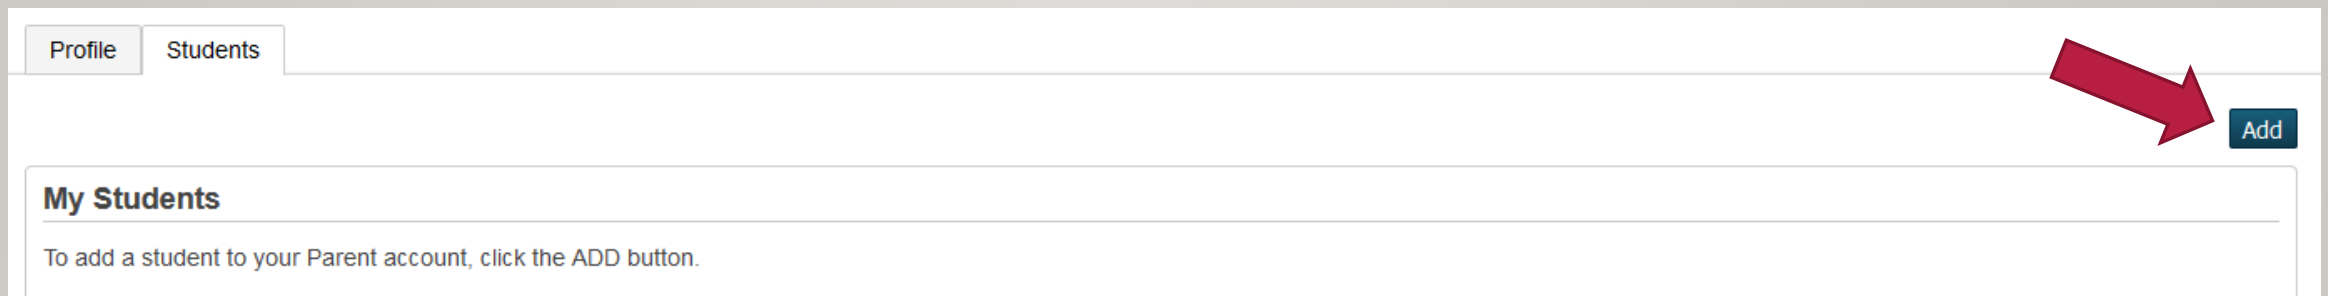 Profile Students
Add
My Students
To add a student to your Parent account, click the ADD button.